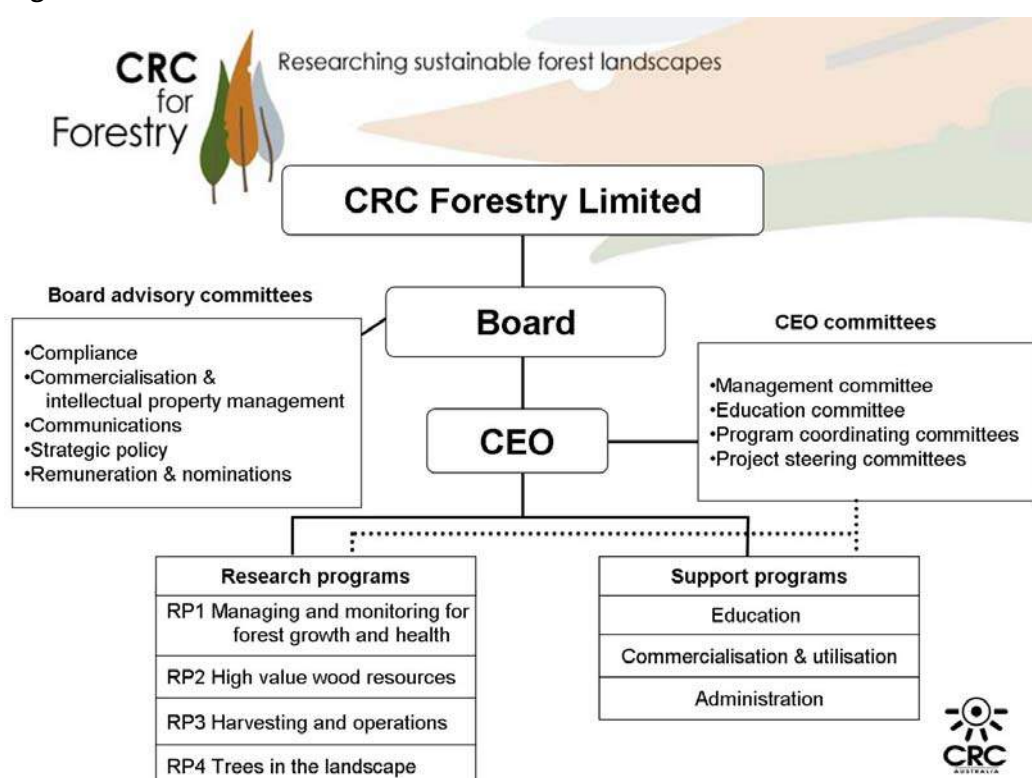 CRC
for
Forestry
Researching sustainable forest landscapes
CRC Forestry Limited
Board advisory committees
•Compliance
•Commercialisation &
intellectual property management
•Communications
•Strategic policy
•Remuneration & nominations
Board
CEO committees
•Management committee
•Education committee
•Program coordinating committees
•Project steering committees
CEO
Research programs
RP1 Managing and monitoring for
forest growth and health
RP2 High value wood resources
RP3 Harvesting and operations
RP4 Trees in the landscape
Support programs
Education
Commercialisation & utilisation
Administration
CRC
AUSTRALIA